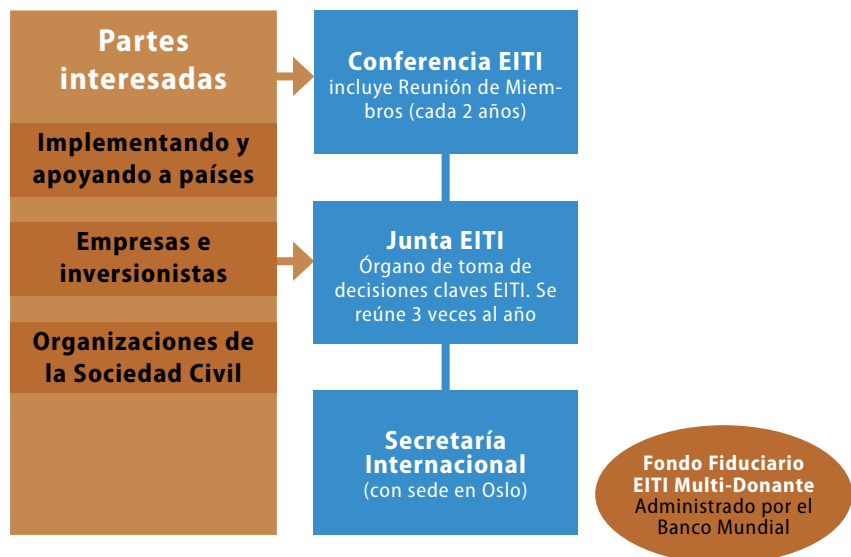 Partes
interesadas
Implementando y
apoyando a países
Empresas e
inversionistas
Organizaciones de
la Sociedad Civil
Conferencia EITI
incluye Reunión de Miem-
bros (cada 2 años)
Junta EITI
Órgano de toma de
decisiones claves EITI. Se
reúne 3 veces al año
Secretaría
Internacional
(con sede en Oslo)
Fondo Fiduciario
EITI Multi-Donante
Administrado por el
Banco Mundial